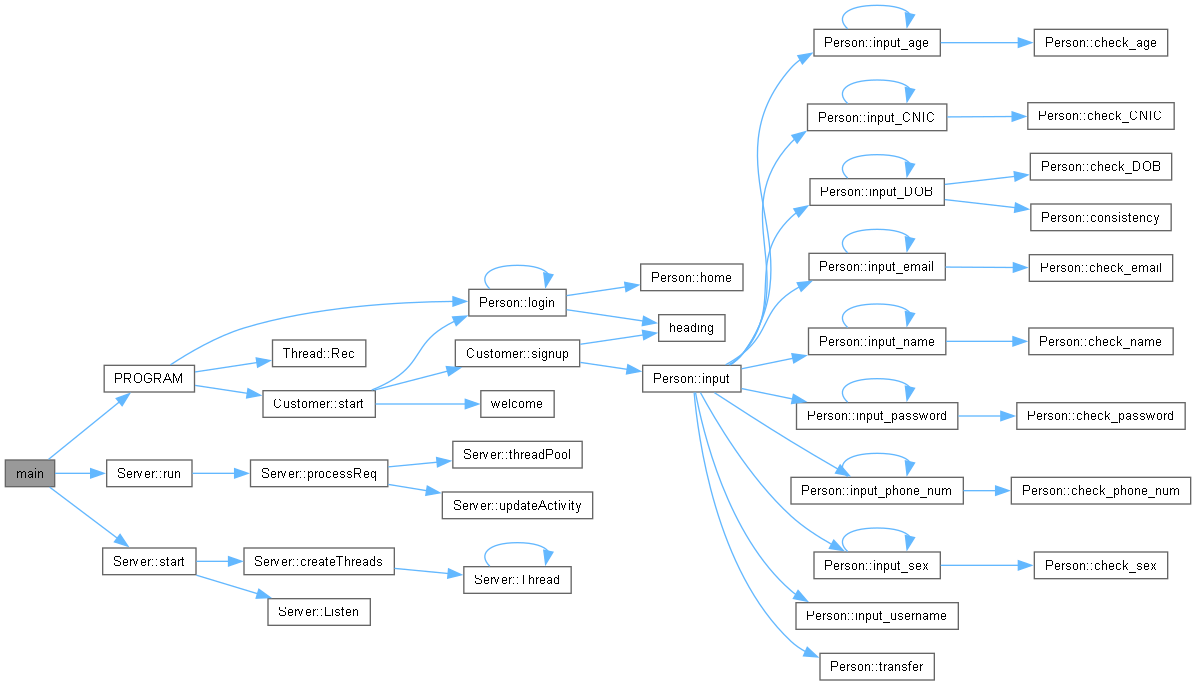 main
PROGRAM
Server::run
Server::start
Thread::Rec
Customer::start
Server::processReq
Server::createThreads
Server::Listen
Person::login
Customer::signup
welcome
Server::threadPool
Server::updateActivity
Server::Thread
Person::home
heading
Person::input
Person::input_age
Person::input_CNIC
Person::input_DOB
Person::input_email
Person::input_name
Person::input_password
Person::input_phone_num
Person::input_sex
Person::input_username
Person::transfer
Person::check_age
Person::check_CNIC
Person::check_DOB
Person::consistency
Person::check_email
Person::check_name
Person::check_password
Person::check_phone_num
Person::check_sex